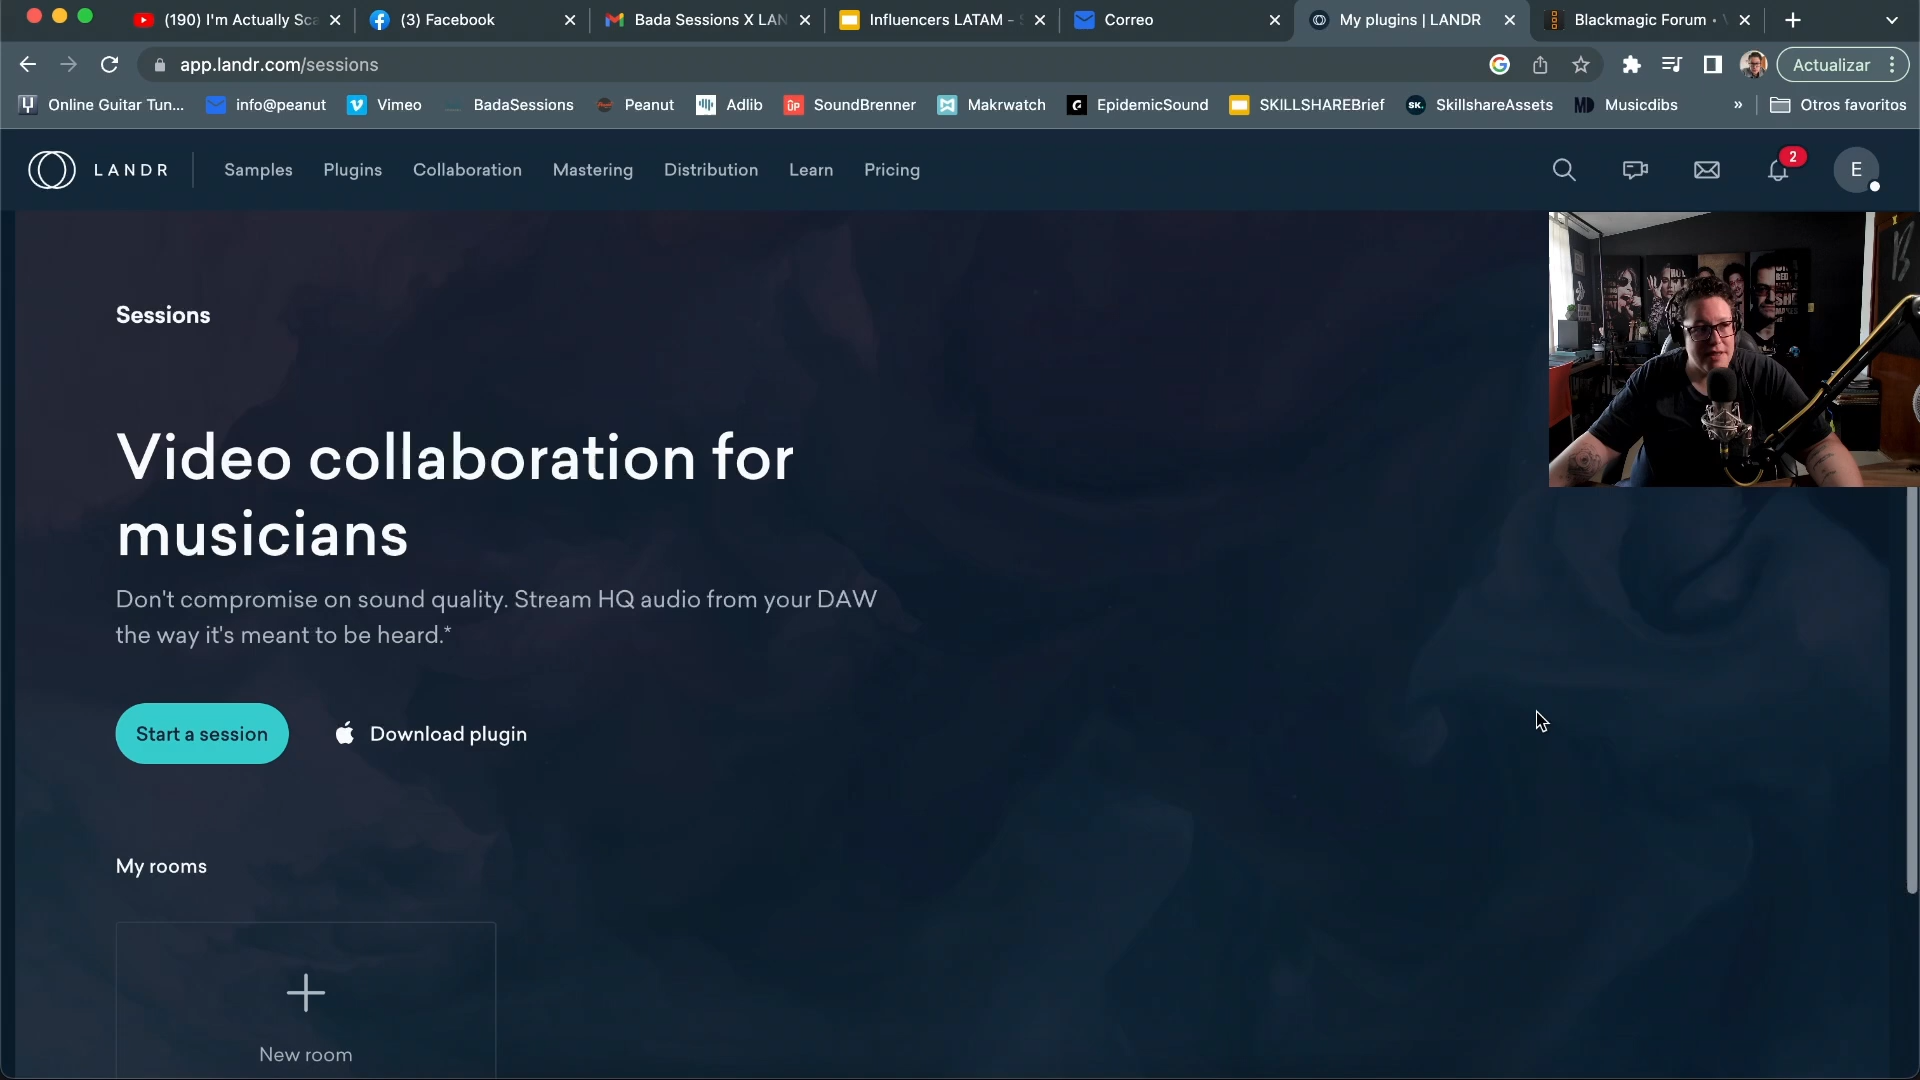 (190) I'm Actually Sca
(3) Facebook
Bada Sessions X LAN
Influencers LATAM - S
Correo
My plugins | LANDR
Blackmagic Forum •
app.landr.com/sessions
Actualizar
Online Guitar Tun...
info@peanut
Vimeo
BadaSessions
Peanut
Adlib
SoundBrenner
Makrwatch
EpidemicSound
SKILLSHAREBrief
SkillshareAssets
Musicdibs
»
Otros favoritos
LANDR
Samples
Plugins
Collaboration
Mastering
Distribution
Learn
Pricing
2
E
Sessions
Video collaboration for
musicians
Don't compromise on sound quality. Stream HQ audio from your DAW
the way it's meant to be heard.*
Start a session
Download plugin
My rooms
New room